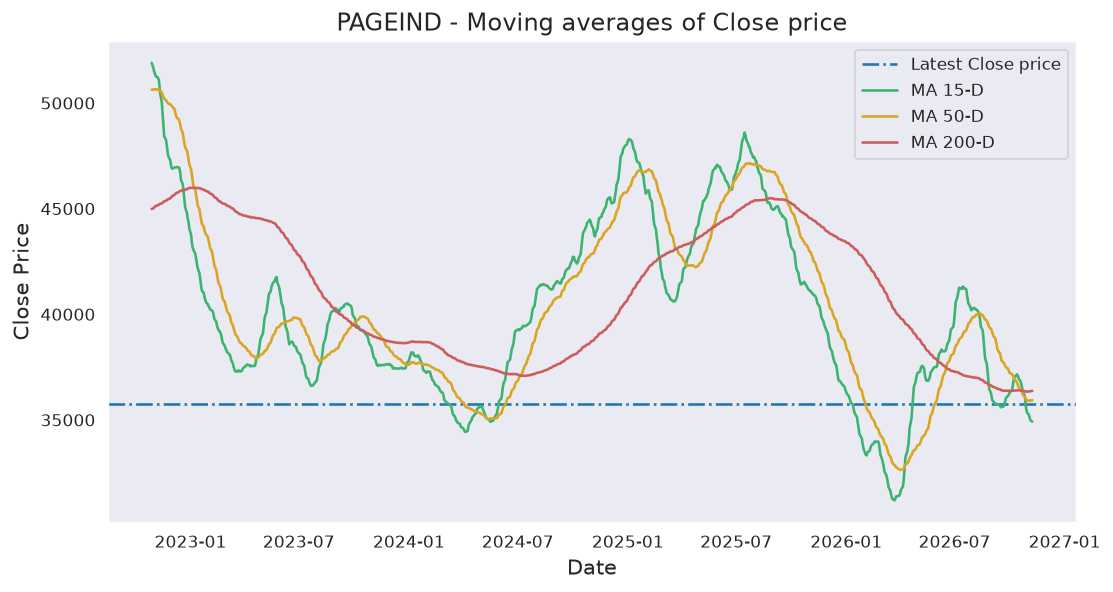 PAGEIND - Moving averages of Close price
Latest Close price
MA 15-D
MA 50-D
MA 200-D
50000
45000
40000
35000
Close Price
2023-01 2023-07 2024-01 2024-07 2025-01 2025-07 2026-01 2026-07 2027-01
Date